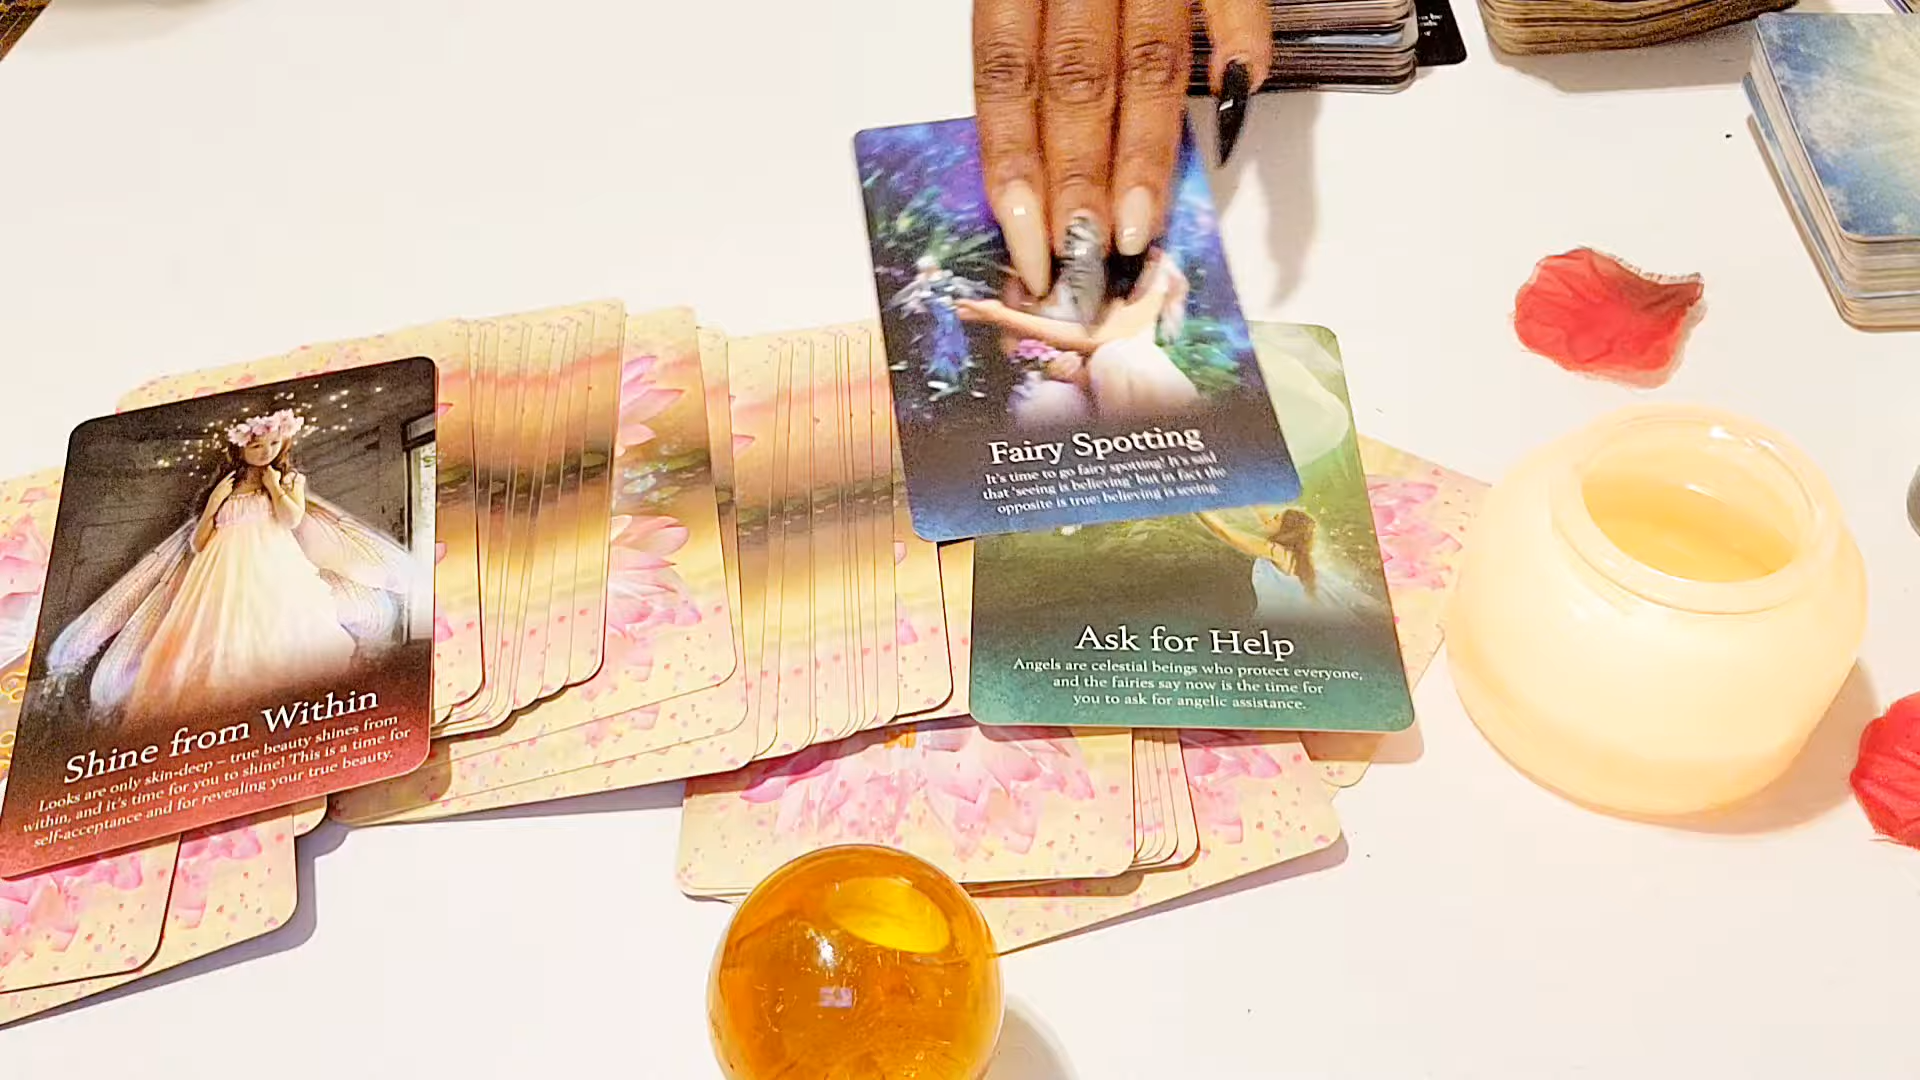 Fairy Spotting
It's time to go fairy spotting! It's said
that 'seeing is believing' but in fact the
opposite is true: believing is seeing.
Ask for Help
Angels are celestial beings who protect everyone,
and the fairies say now is the time for
you to ask for angelic assistance.
Shine from Within
Looks are only skin-deep – true beauty shines from
within, and it's time for you to shine! This is a time for
self-acceptance and for revealing your true beauty.